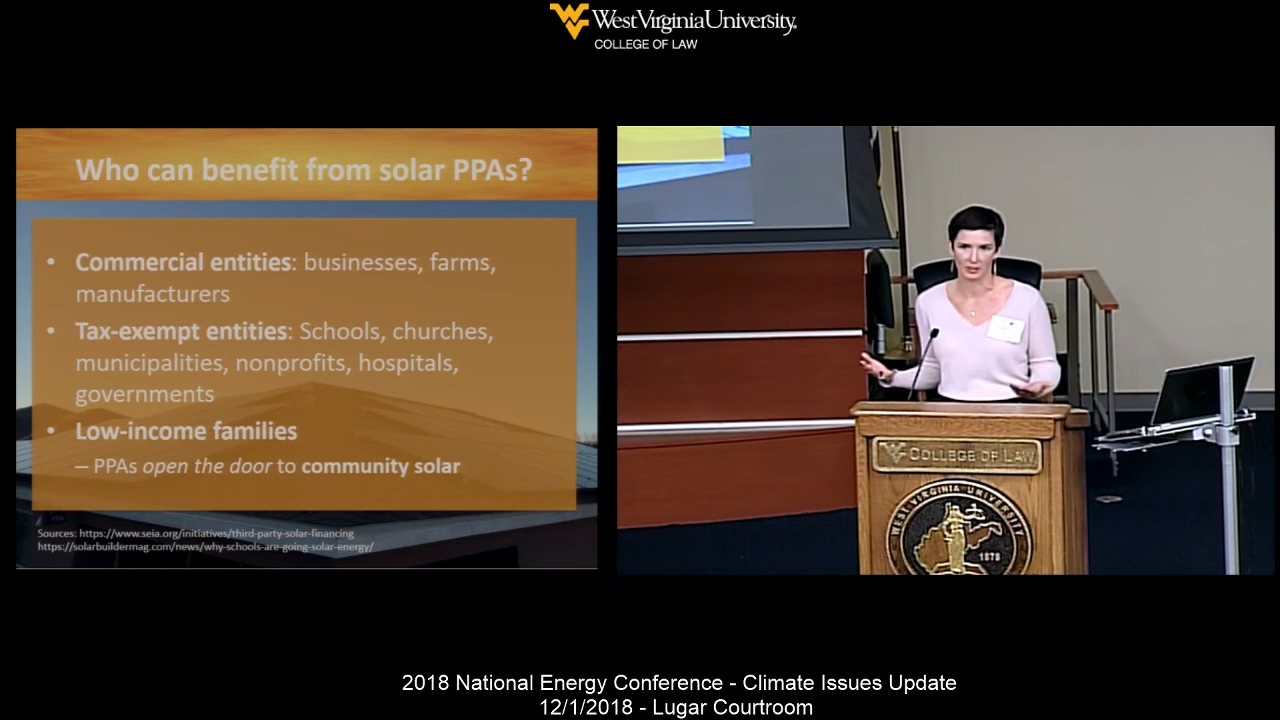 West Virginia University.
COLLEGE OF LAW
Who can benefit from solar PPAs?
• Commercial entities: businesses, farms,
manufacturers
• Tax-exempt entities: Schools, churches,
municipalities, nonprofits, hospitals,
governments
• Low-income families
– PPAs open the door to community solar
Sources: https://www.seia.org/initiatives/third-party-solar-financing
https://solarbuildermag.com/news/why-schools-are-going-solar-energy/
COLLEGE OF LAW
WEST VIRGINIA UNIVERSITY
1878
2018 National Energy Conference - Climate Issues Update
12/1/2018 - Lugar Courtroom